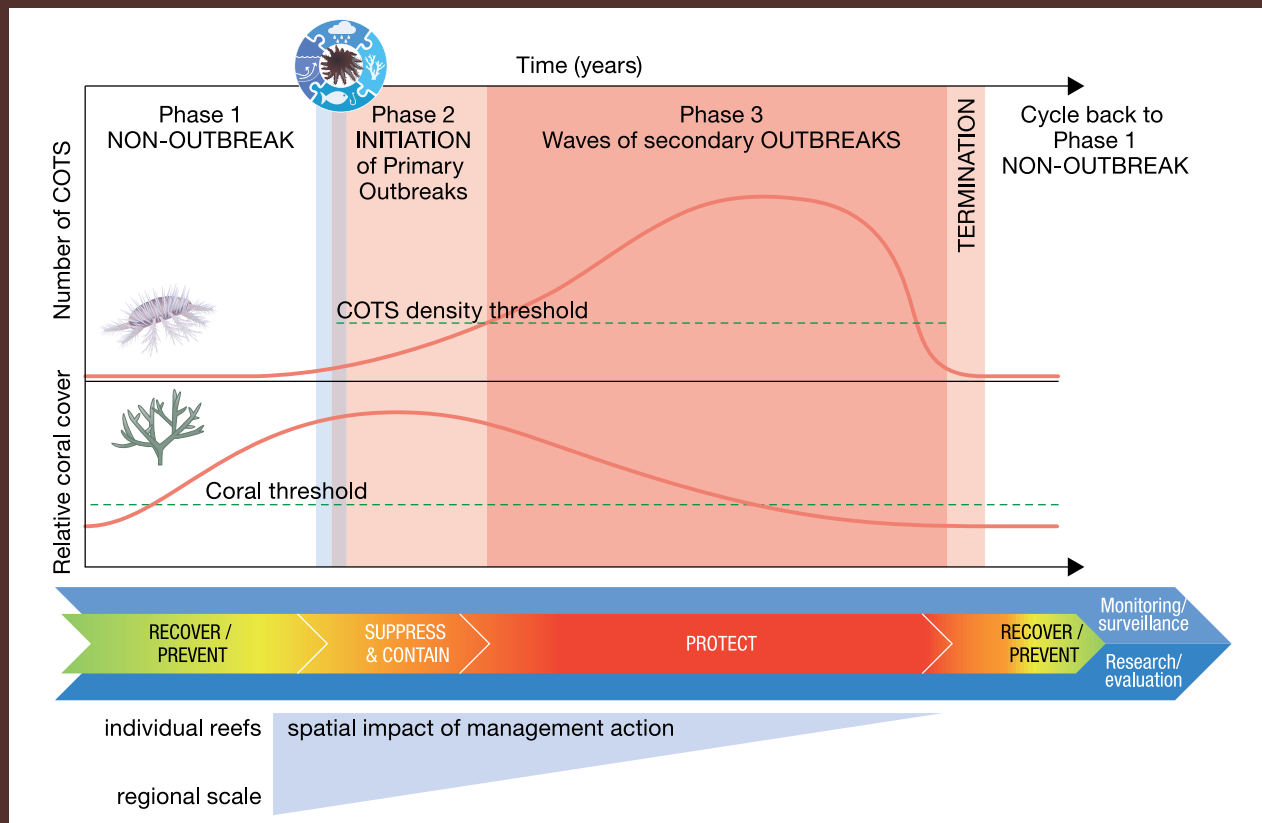 Time (years)
Phase 1
NON-OUTBREAK
Phase 2
INITIATION
of Primary
Outbreaks
Phase 3
Waves of secondary OUTBREAKS
TERMINATION
Cycle back to
Phase 1
NON-OUTBREAK
Number of COTS
COTS density threshold
Relative coral cover
Coral threshold
RECOVER /
PREVENT
SUPPRESS
& CONTAIN
PROTECT
RECOVER /
PREVENT
Monitoring/
surveillance
Research/
evaluation
individual reefs
spatial impact of management action
regional scale